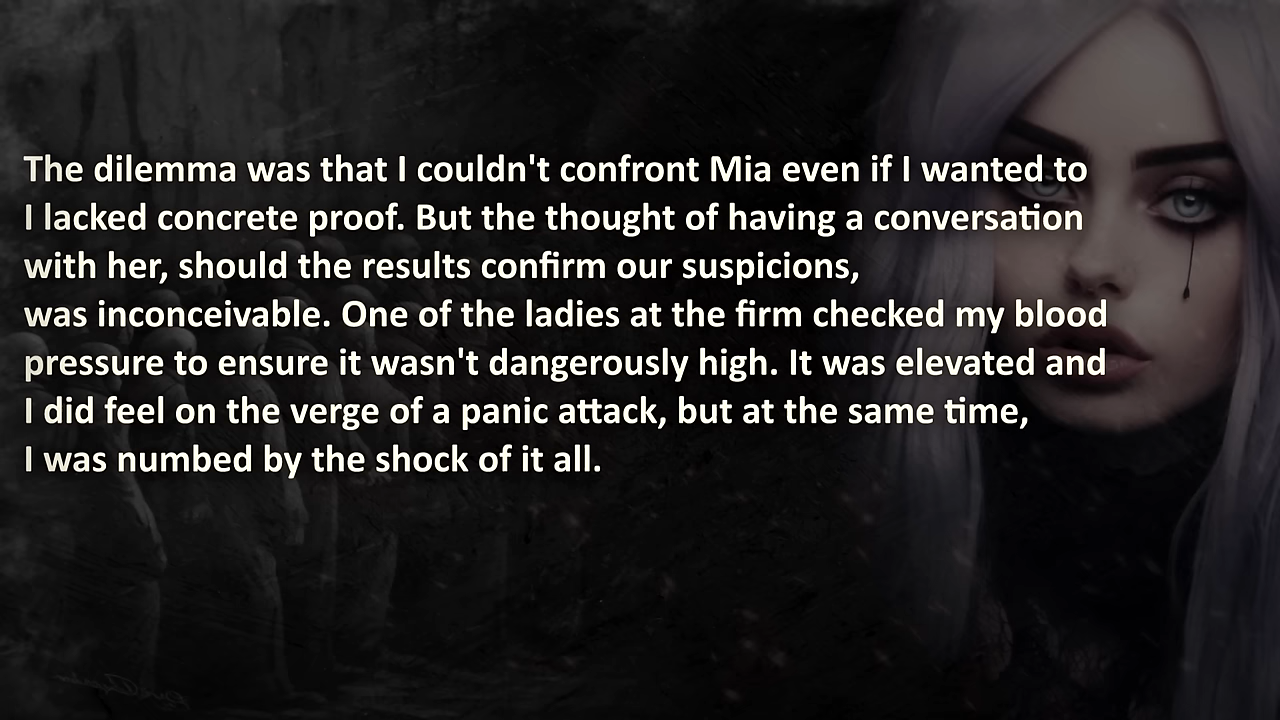 The dilemma was that I couldn't confront Mia even if I wanted to
I lacked concrete proof. But the thought of having a conversation
with her, should the results confirm our suspicions,
was inconceivable. One of the ladies at the firm checked my blood
pressure to ensure it wasn't dangerously high. It was elevated and
I did feel on the verge of a panic attack, but at the same time,
I was numbed by the shock of it all.